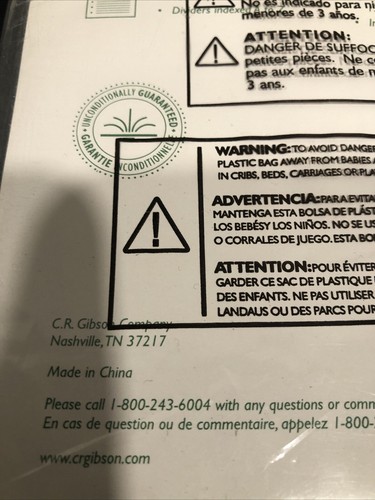 No es indicado para ni
Dividers Indexed
menores de 3 años.
ATTENTION:
DANGER DE SUFFOC
petites pièces. Ne c
pas aux enfants de m
3 ans.
UNCONDITIONALLY GUARANTEED
GARANTIE INCONDITIONNELLE
WARNING: TO AVOID DANGE
PLASTIC BAG AWAY FROM BABIES
IN CRIBS, BEDS, CARRIAGES OR PLA
ADVERTENCIA: PARA EVITA
MANTENGA ESTA BOLSA DE PLÁST
LOS BEBÉS Y LOS NIÑOS. NO SE US
O CORRALES DE JUEGO. ESTA BO
ATTENTION: POUR ÉVITER
GARDER CE SAC DE PLASTIQUE
DES ENFANTS. NE PAS UTILISER
LANDAUS OU DES PARCS POUR
C.R. Gibson Company
Nashville, TN 37217
Made in China
Please call 1-800-243-6004 with any questions or comm
En cas de question ou de commentaire, appelez 1-800-
www.crgibson.com